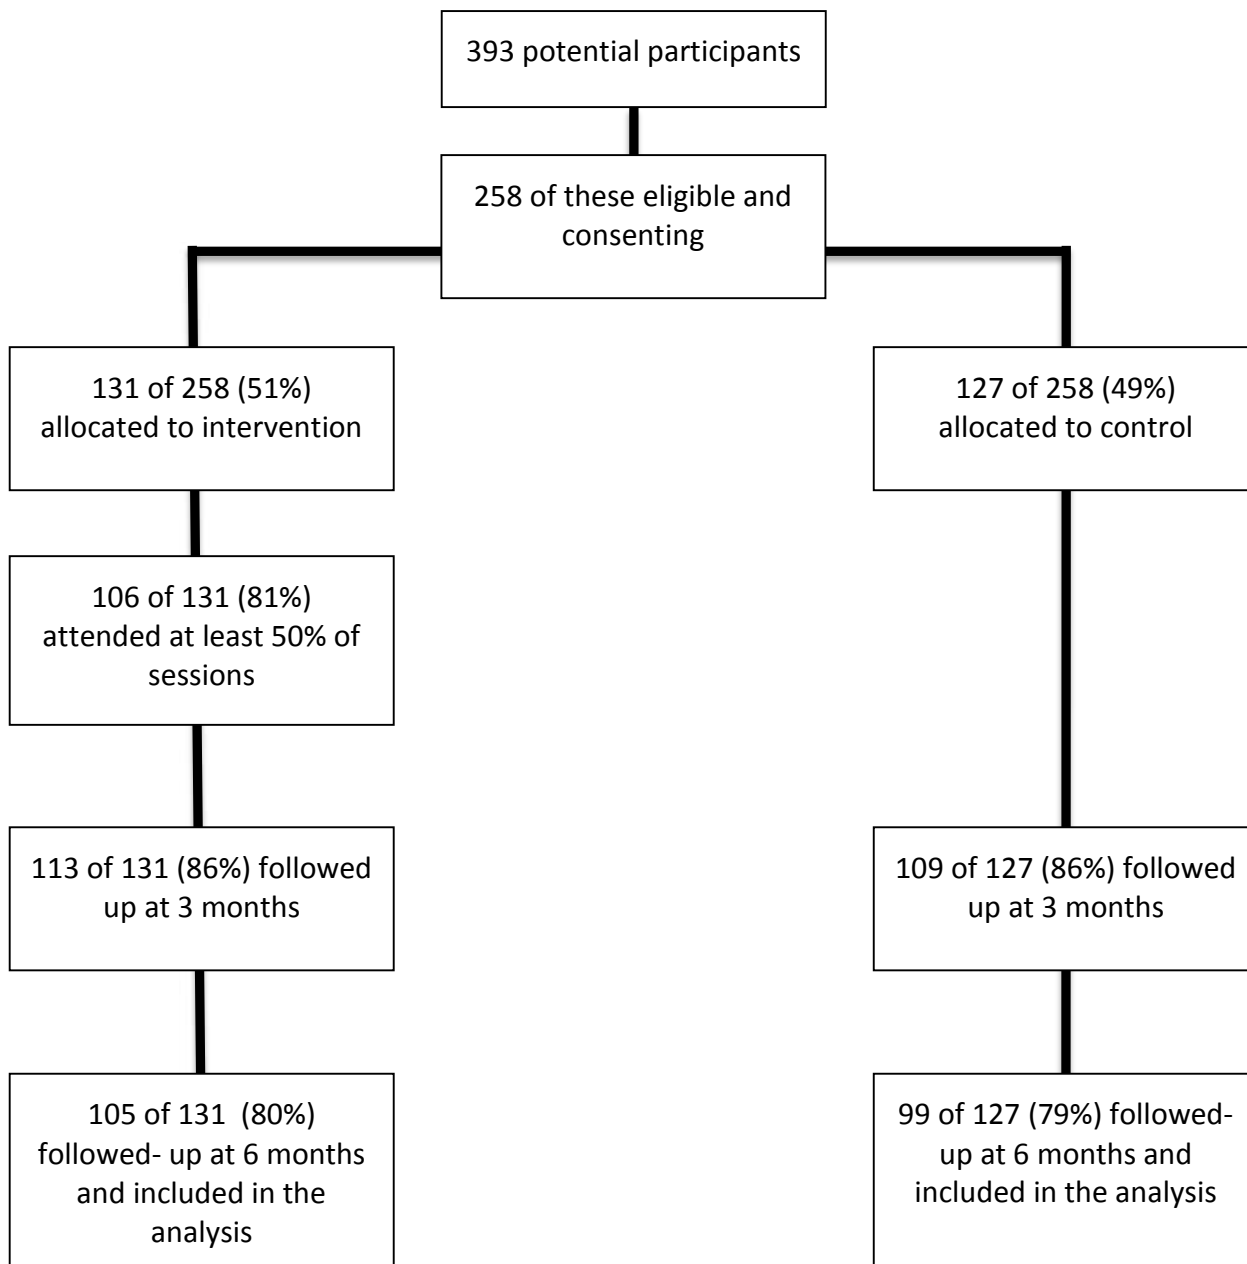 393 potential participants
258 of these eligible and
consenting
131 of 258 (51%)
allocated to intervention
127 of 258 (49%)
allocated to control
106 of 131 (81%)
attended at least 50% of
sessions
113 of 131 (86%) followed
up at 3 months
109 of 127 (86%) followed
up at 3 months
105 of 131  (80%)
followed- up at 6 months
and included in the
analysis
99 of 127 (79%) followed-
up at 6 months and
included in the analysis